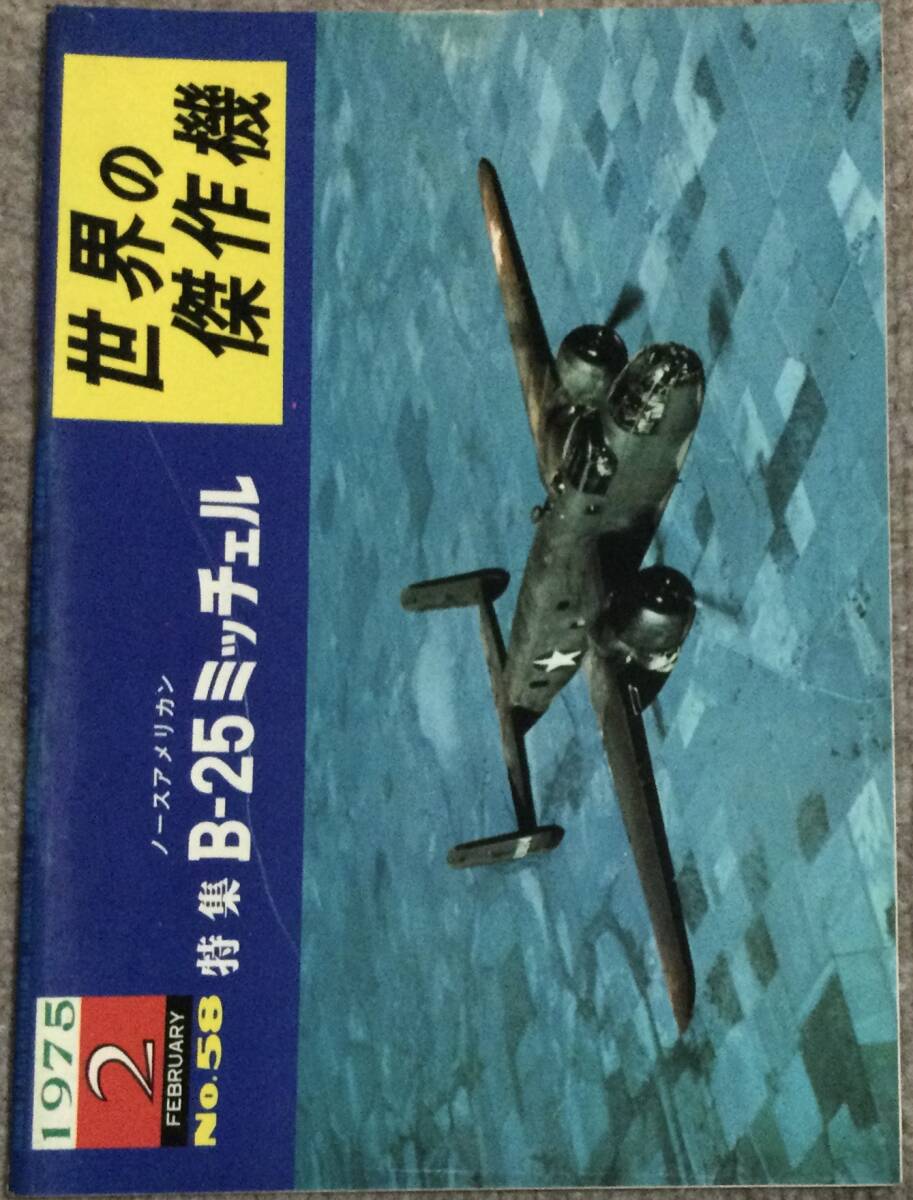 1975
2
FEBRUARY
No.58
ノースアメリカン
特集 B-25ミッチェル
世界の
傑作機